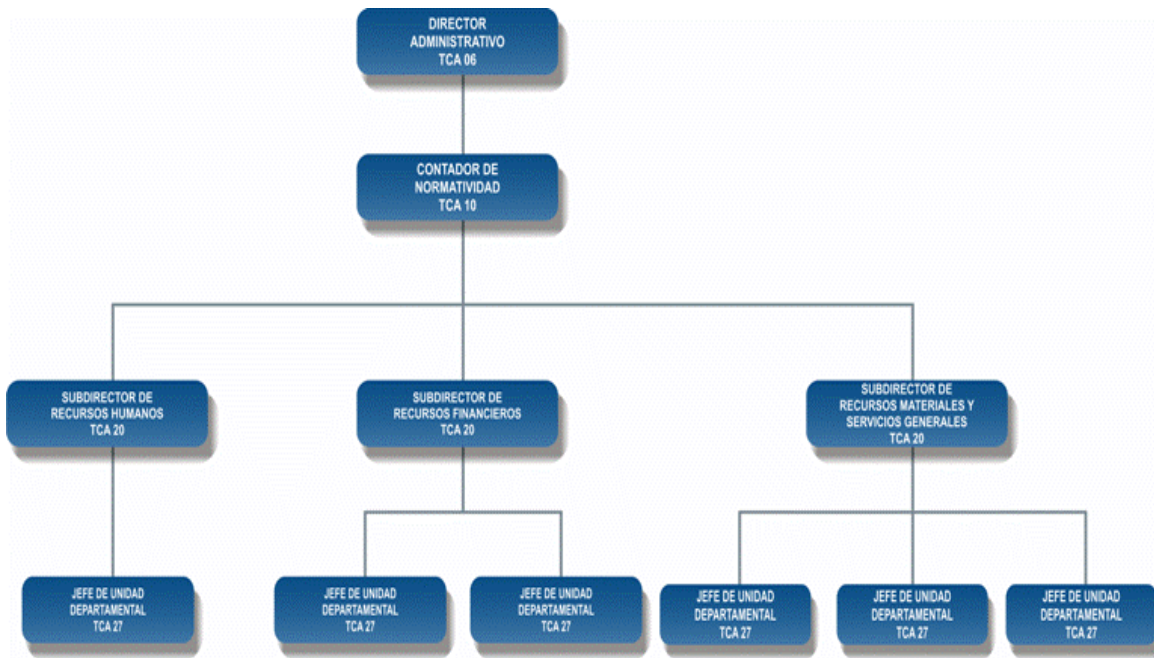 DIRECTOR
ADMINISTRATIVO
TCA 06
CONTADOR DE
NORMATIVIDAD
TCA 10
SUBDIRECTOR DE
RECURSOS HUMANOS
TCA 20
SUBDIRECTOR DE
RECURSOS FINANCIEROS
TCA 20
SUBDIRECTOR DE
RECURSOS MATERIALES Y
SERVICIOS GENERALES
TCA 20
JEFE DE UNIDAD
DEPARTAMENTAL
TCA 27
JEFE DE UNIDAD
DEPARTAMENTAL
TCA 27
JEFE DE UNIDAD
DEPARTAMENTAL
TCA 27
JEFE DE UNIDAD
DEPARTAMENTAL
TCA 27
JEFE DE UNIDAD
DEPARTAMENTAL
TCA 27
JEFE DE UNIDAD
DEPARTAMENTAL
TCA 27